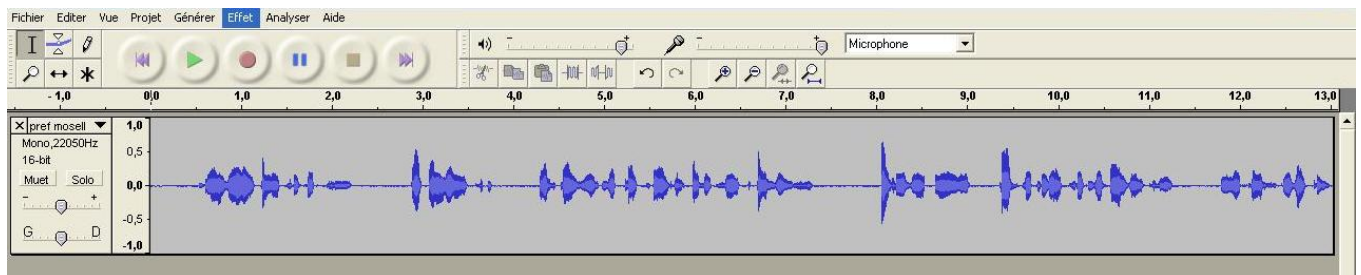 Fichier Editer Vue Projet Générer Effet Analyser Aide
Microphone
- 1,0 0,0 1,0 2,0 3,0 4,0 5,0 6,0 7,0 8,0 9,0 10,0 11,0 12,0 13,0
X pref mosell
Mono,22050Hz
16-bit
Muet Solo
- +
G D
1,0
0,5
0,0
-0,5
-1,0